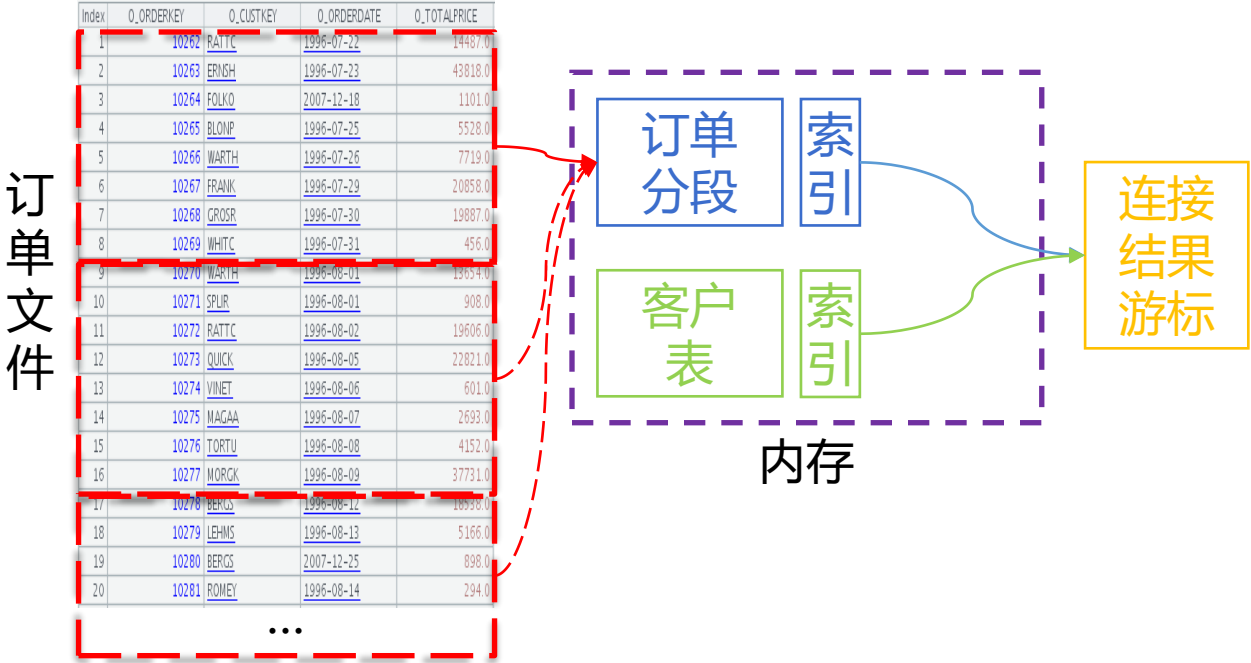 Index O_ORDERKEY O_CUSTKEY O_ORDERDATE O_TOTALPRICE
1 10262 RATTC 1996-07-22 14487.0
2 10263 ERNSH 1996-07-23 43818.0
3 10264 FOLKO 2007-12-18 1101.0
4 10265 BLONP 1996-07-25 5528.0
5 10266 WARTH 1996-07-26 7719.0
6 10267 FRANK 1996-07-29 20858.0
7 10268 GROSR 1996-07-30 19887.0
8 10269 WHITC 1996-07-31 456.0
9 10270 WARTH 1996-08-01 13654.0
10 10271 SPLIR 1996-08-01 908.0
11 10272 RATTC 1996-08-02 19606.0
12 10273 QUICK 1996-08-05 22821.0
13 10274 VINET 1996-08-06 601.0
14 10275 MAGAA 1996-08-07 2693.0
15 10276 TORTU 1996-08-08 4152.0
16 10277 MORGK 1996-08-09 37731.0
17 10278 BERGS 1996-08-12 18538.0
18 10279 LEHMS 1996-08-13 5166.0
19 10280 BERGS 2007-12-25 898.0
20 10281 ROMEY 1996-08-14 294.0
...
订单文件
订单
分段
索
引
客户
表
索
引
内存
连接
结果
游标